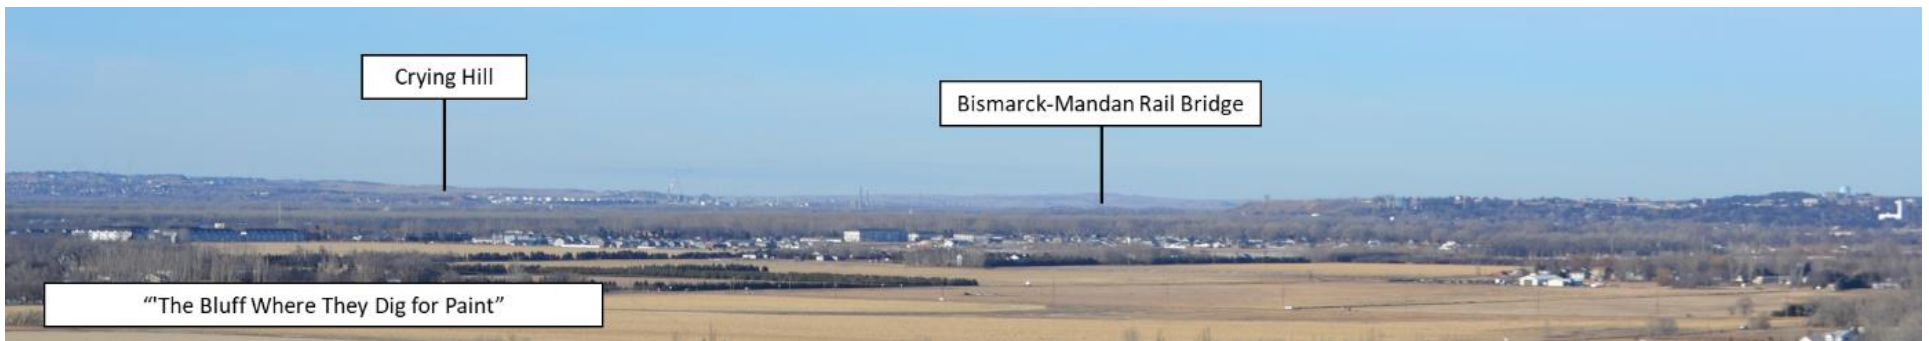 Crying Hill
Bismarck-Mandan Rail Bridge
“'The Bluff Where They Dig for Paint”